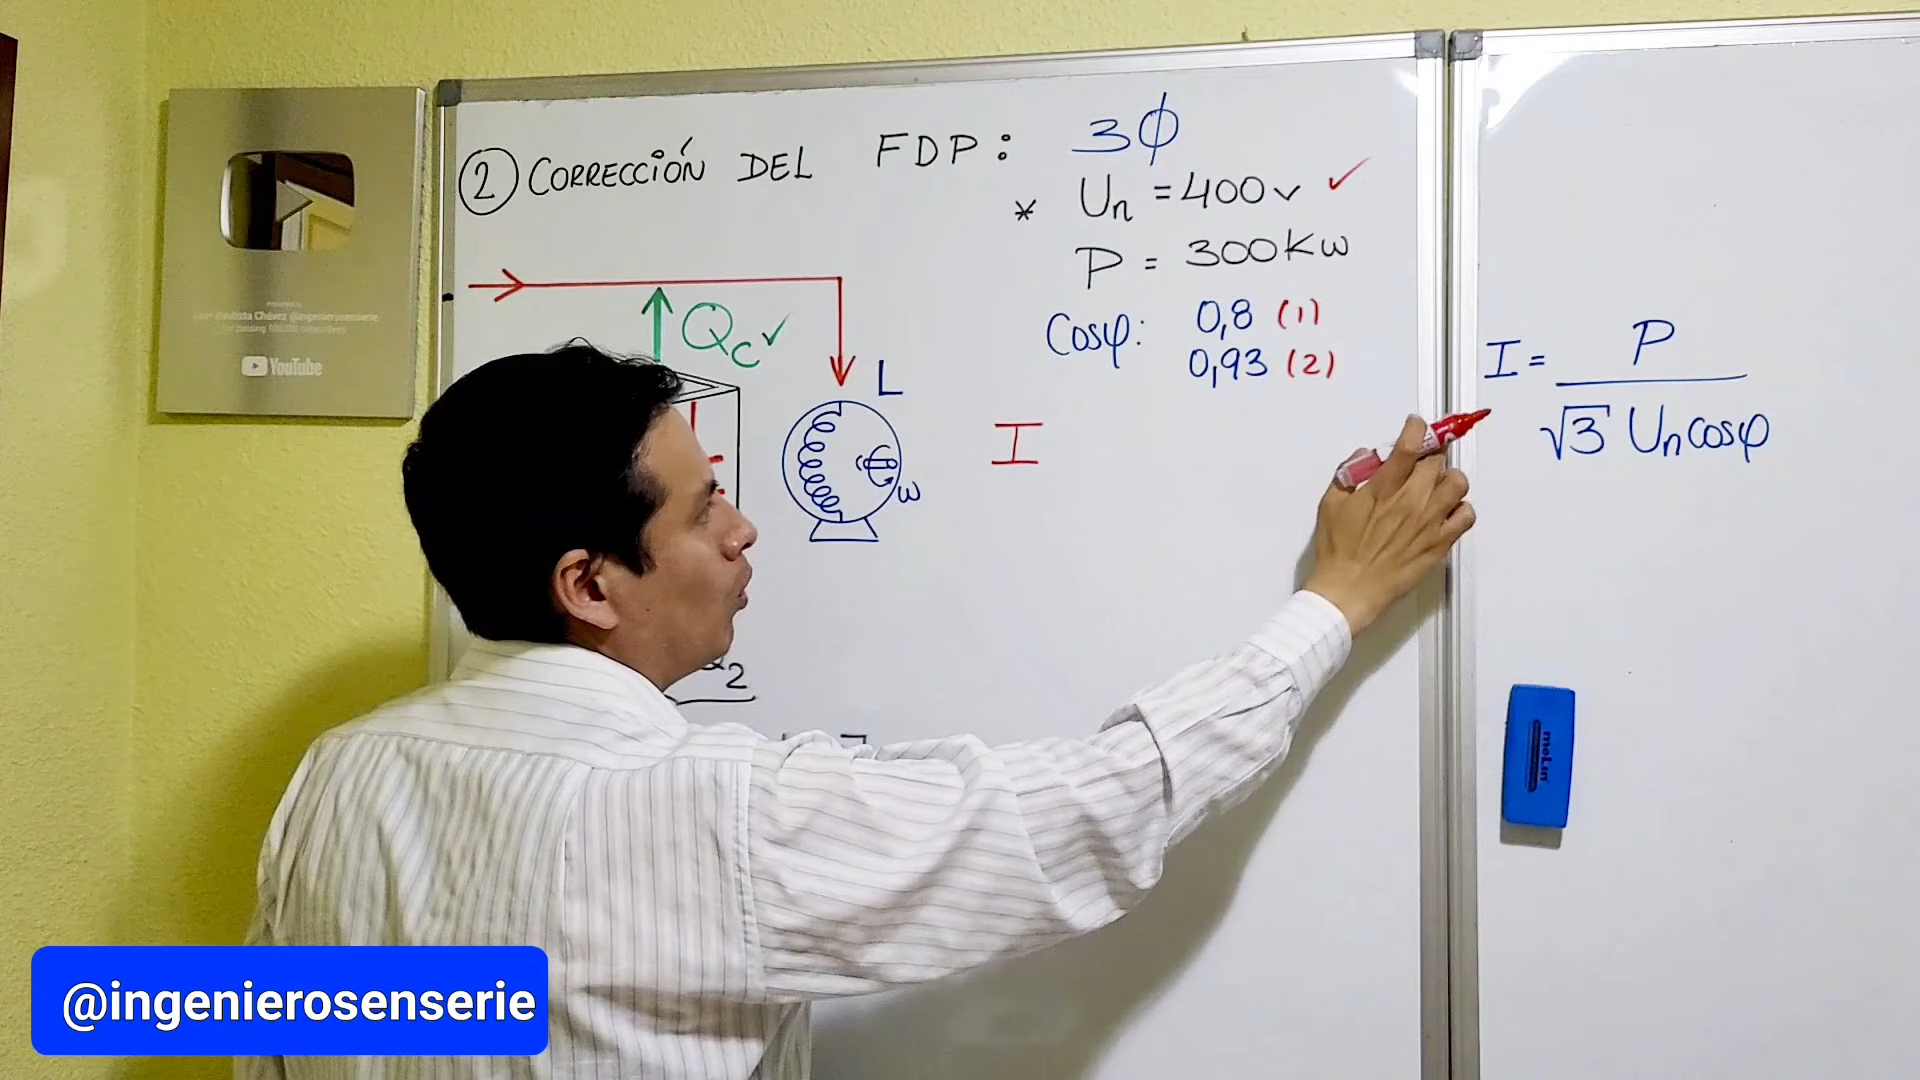 ② CORRECCIÓN DEL FDP: 3Φ
* Un = 400v ✓
P = 300Kw
Cosφ: 0,8 (1)
0,93 (2)
Qc ✓
L
ω
I
I = P
√3 Un cosφ
2
YouTube
@ingenierosenserie